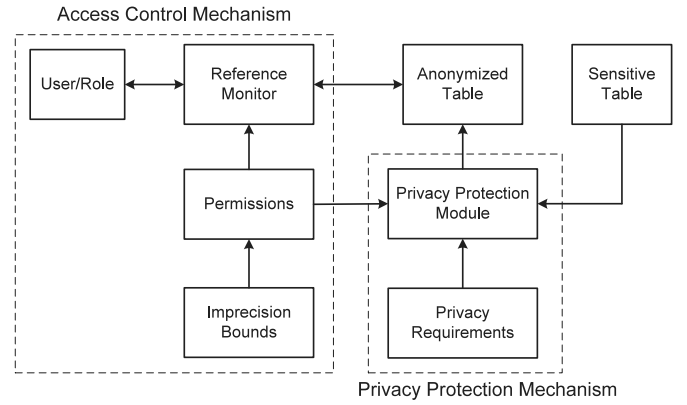 Access Control Mechanism
User/Role
Reference
Monitor
Anonymized
Table
Sensitive
Table
Permissions
Privacy Protection
Module
Imprecision
Bounds
Privacy
Requirements
Privacy Protection Mechanism